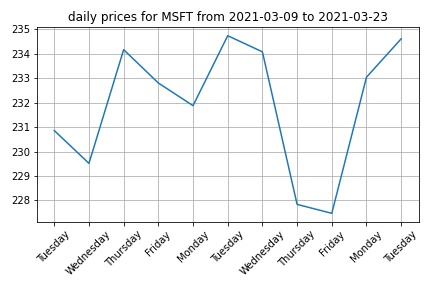 daily prices for MSFT from 2021-03-09 to 2021-03-23
235
234
233
232
231
230
229
228
Tuesday
Wednesday
Thursday
Friday
Monday
Tuesday
Wednesday
Thursday
Friday
Monday
Tuesday